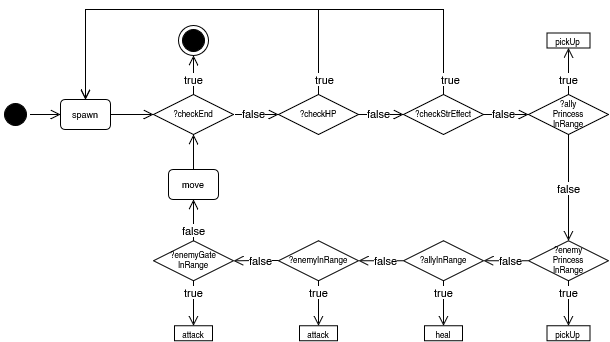 pickUp
true
true
true
true
spawn
?checkEnd
false
?checkHP
false
?checkStrEffect
false
?ally
Princess
InRange
move
false
false
?enemyGate
InRange
false
?enemyInRange
false
?allyInRange
false
?enemy
Princess
InRange
true
true
true
true
attack
attack
heal
pickUp